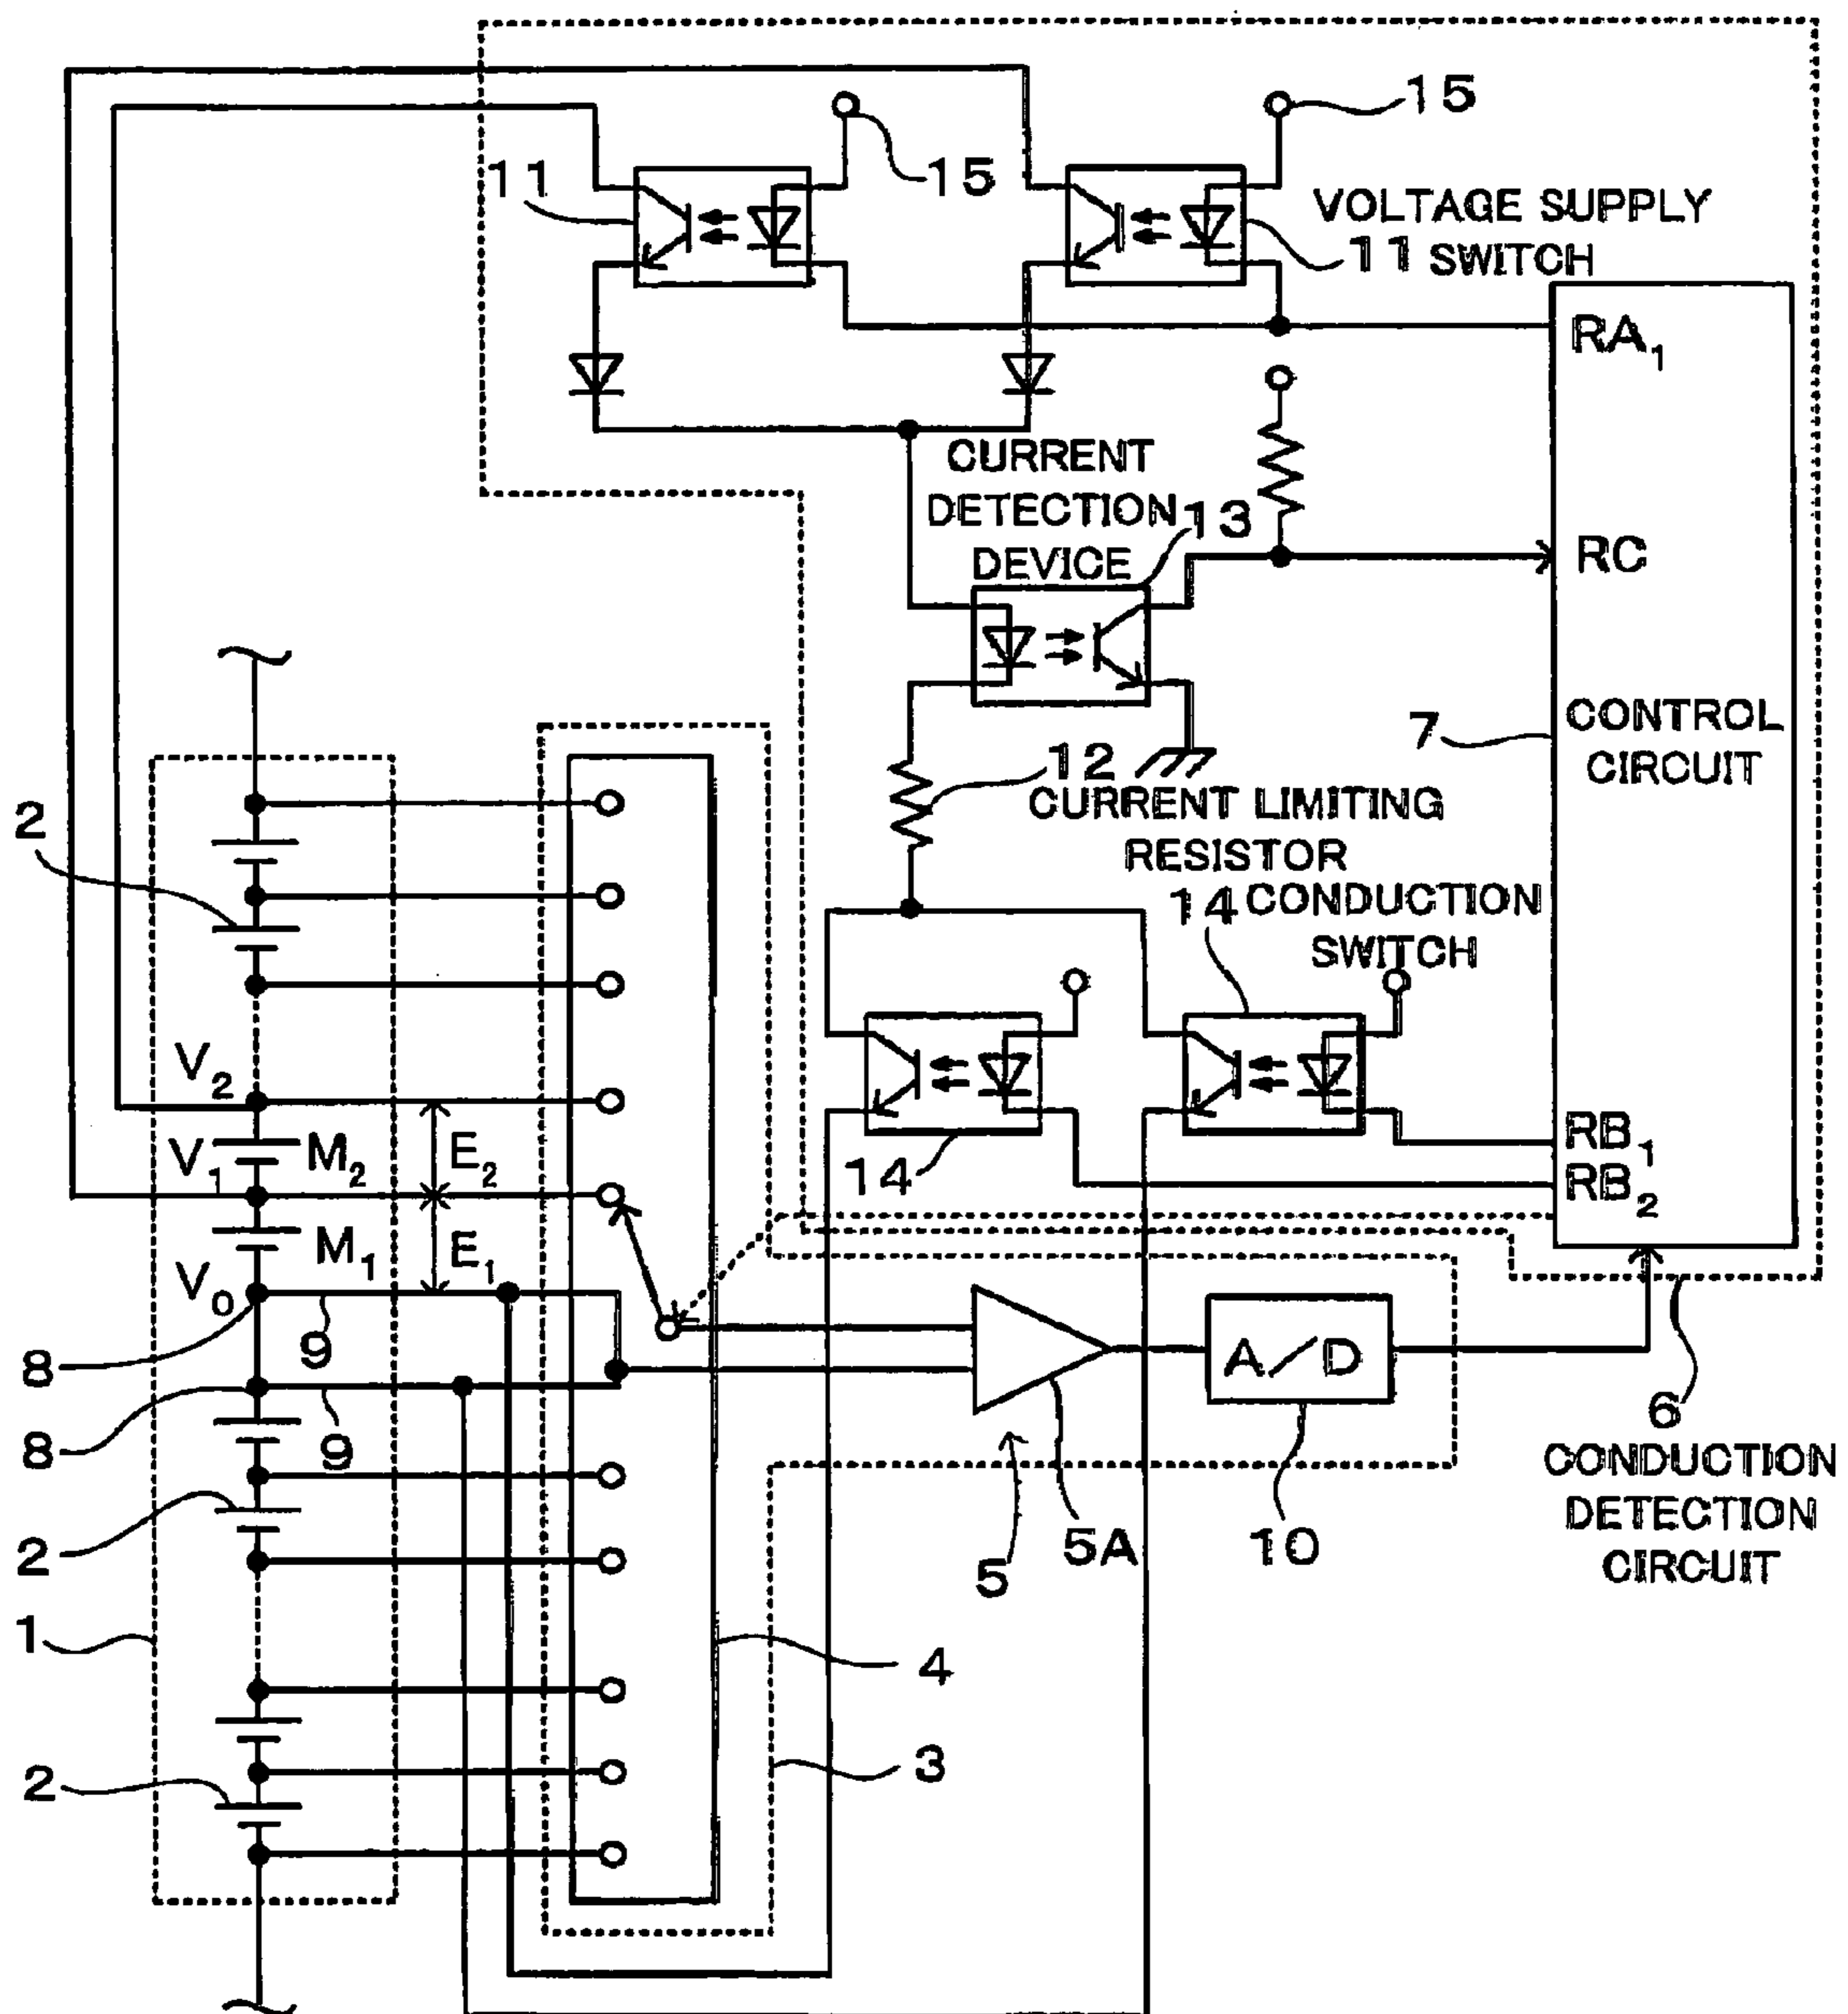 15
15
11
VOLTAGE SUPPLY
11 SWITCH
RA1
CURRENT
DETECTION
13
DEVICE
RC
7
CONTROL
CIRCUIT
12
CURRENT LIMITING
RESISTOR
2
14 CONDUCTION
SWITCH
V2
V1
M2
E2
14
RB1
RB2
M1
E1
V0
9
8
8
9
A/D
6
CONDUCTION
DETECTION
CIRCUIT
2
5
5A
10
1
4
3
2